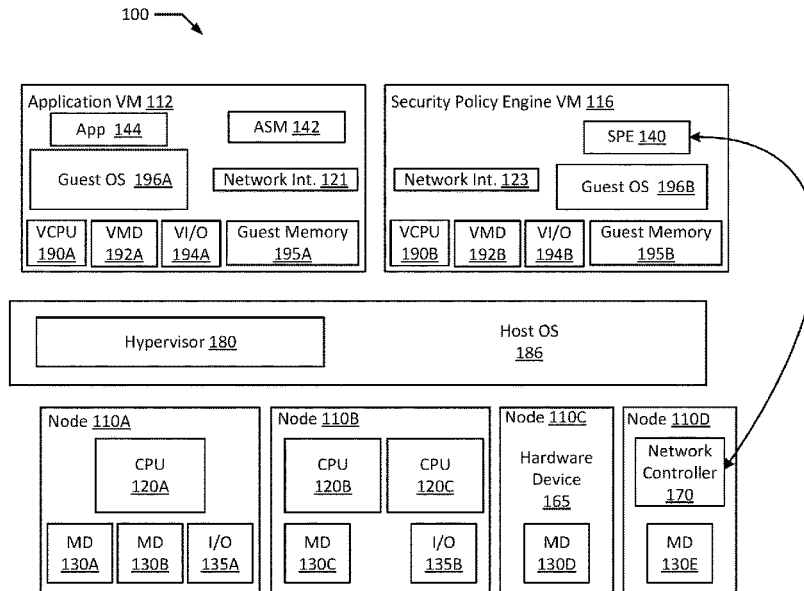 100
Application VM 112
App 144
ASM 142
Guest OS 196A
Network Int. 121
VCPU
190A
VMD
192A
VI/O
194A
Guest Memory
195A
Security Policy Engine VM 116
SPE 140
Network Int. 123
Guest OS 196B
VCPU
190B
VMD
192B
VI/O
194B
Guest Memory
195B
Hypervisor 180
Host OS
186
Node 110A
CPU
120A
MD
130A
MD
130B
I/O
135A
Node 110B
CPU
120B
CPU
120C
MD
130C
I/O
135B
Node 110C
Hardware
Device
165
MD
130D
Node 110D
Network
Controller
170
MD
130E